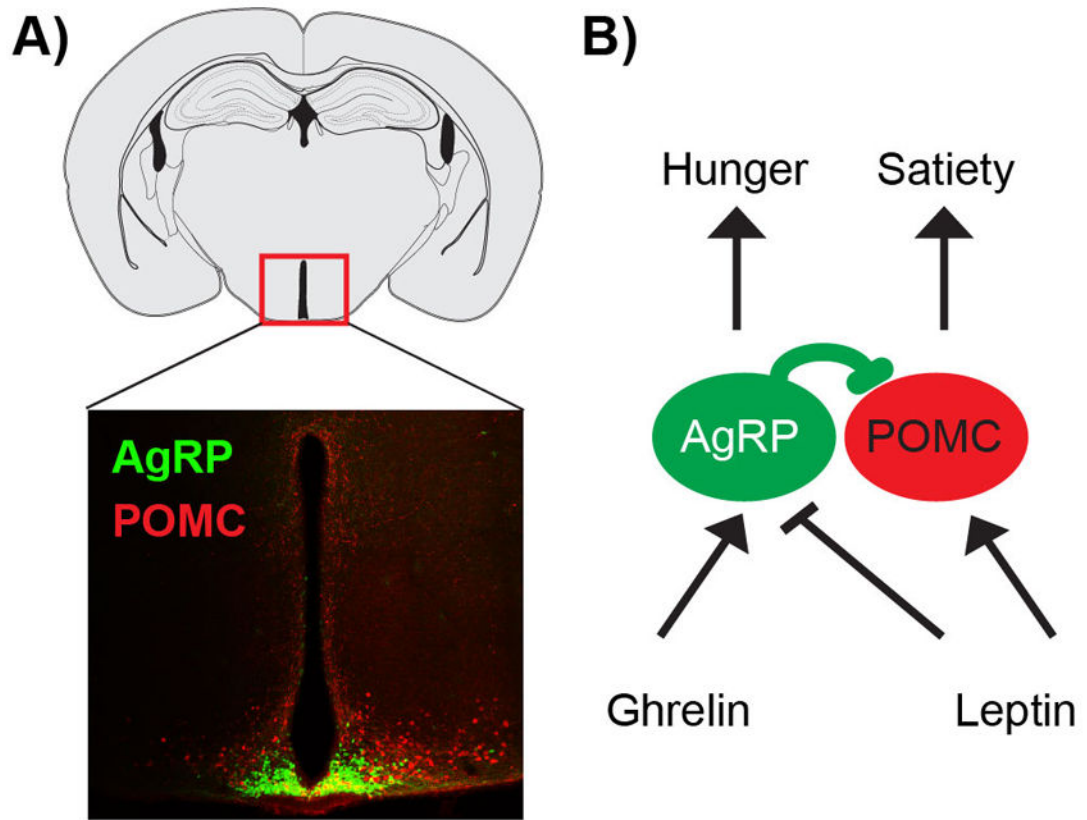 A)
B)
Hunger
Satiety
AgRP
POMC
AgRP
POMC
Ghrelin
Leptin